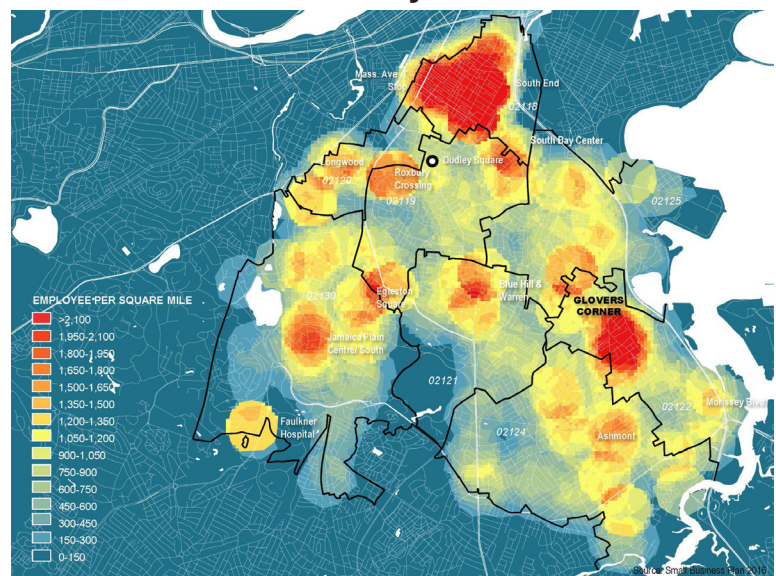 Mass. Ave
Stop
South End
02118
South Bay Center
Dudley Square
Longwood
02120
Roxbury
Crossing
02119
02125
EMPLOYEE PER SQUARE MILE
>2,100
1,950-2,100
1,800-1,950
1,650-1,800
1,500-1,650
1,350-1,500
1,200-1,350
1,050-1,200
900-1,050
750-900
600-750
450-600
300-450
150-300
0-150
02130
Egleston
Square
Blue Hill &
Warren
GLOVERS
CORNER
Jamaica Plain
Centre/ South
02121
02122
Morissey Blvd
Faulkner
Hospital
02124
Ashmont
Source: Small Business Plan 2016